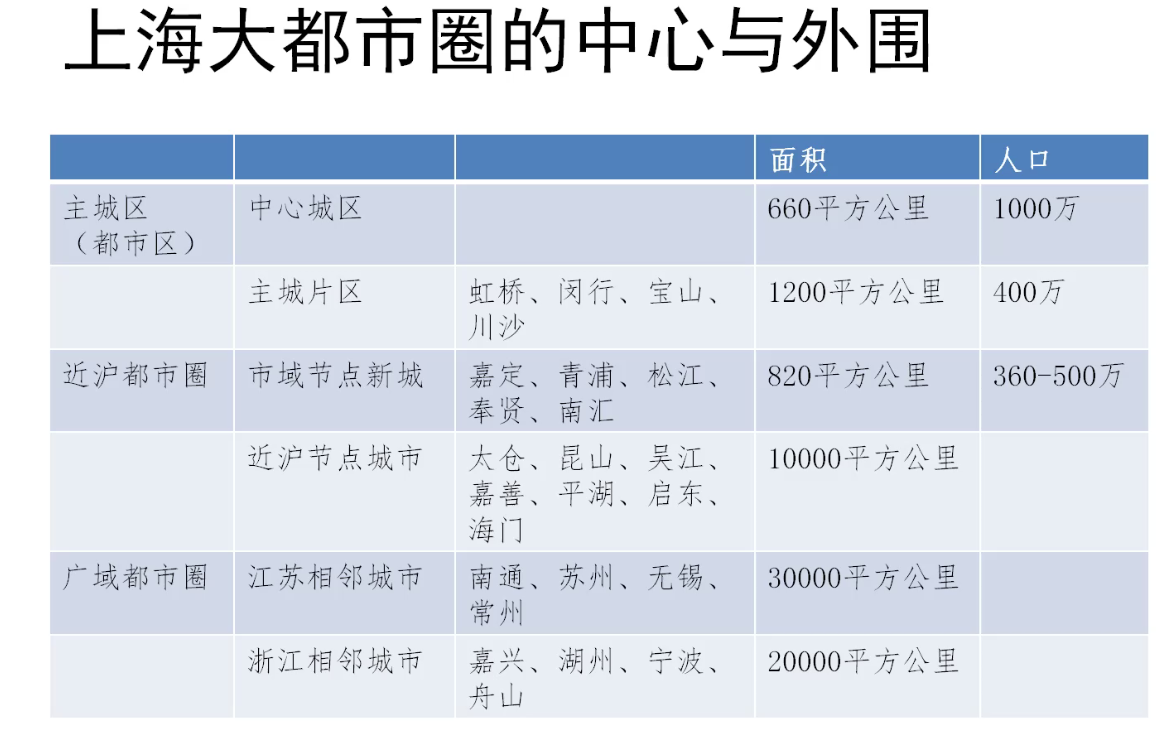 上海大都市圈的中心与外围
面积 人口
主城区 中心城区 660平方公里 1000万
（都市区）
主城片区 虹桥、闵行、宝山、 1200平方公里 400万
川沙
近沪都市圈 市域节点新城 嘉定、青浦、松江、 820平方公里 360-500万
奉贤、南汇
近沪节点城市 太仓、昆山、吴江、 10000平方公里
嘉善、平湖、启东、
海门
广域都市圈 江苏相邻城市 南通、苏州、无锡、 30000平方公里
常州
浙江相邻城市 嘉兴、湖州、宁波、 20000平方公里
舟山